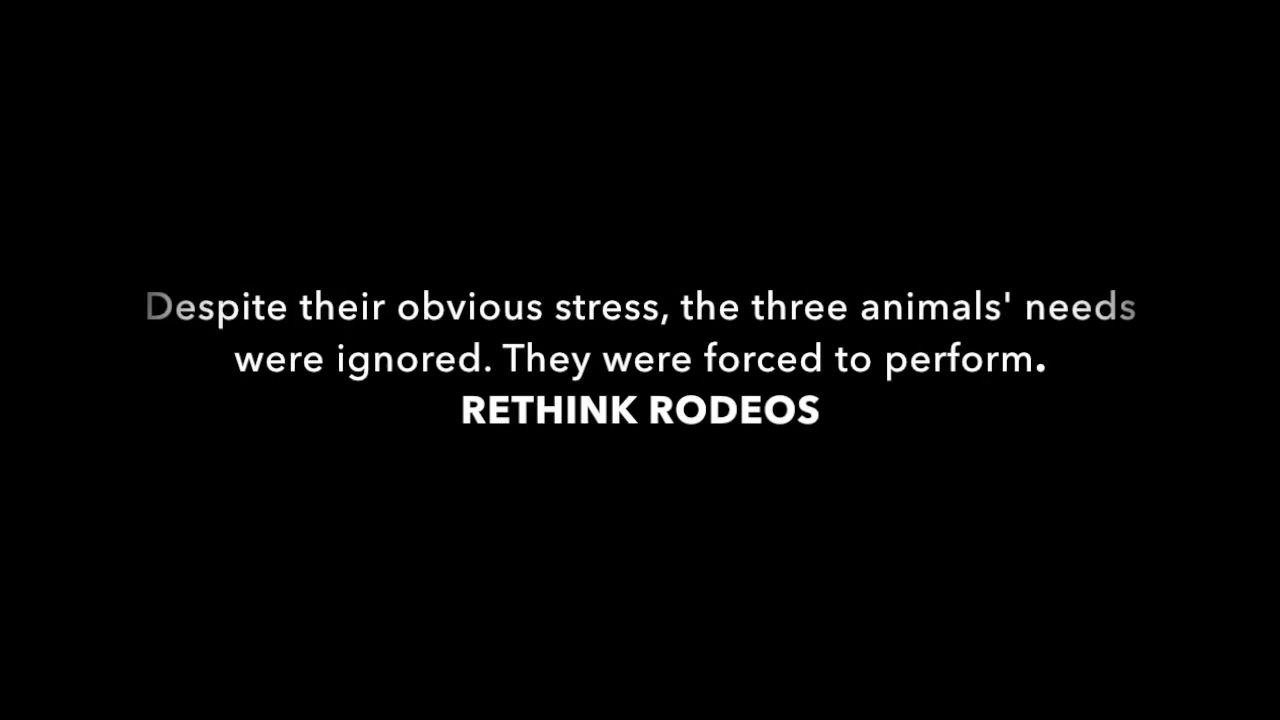 Despite their obvious stress, the three animals' needs
were ignored. They were forced to perform.
RETHINK RODEOS